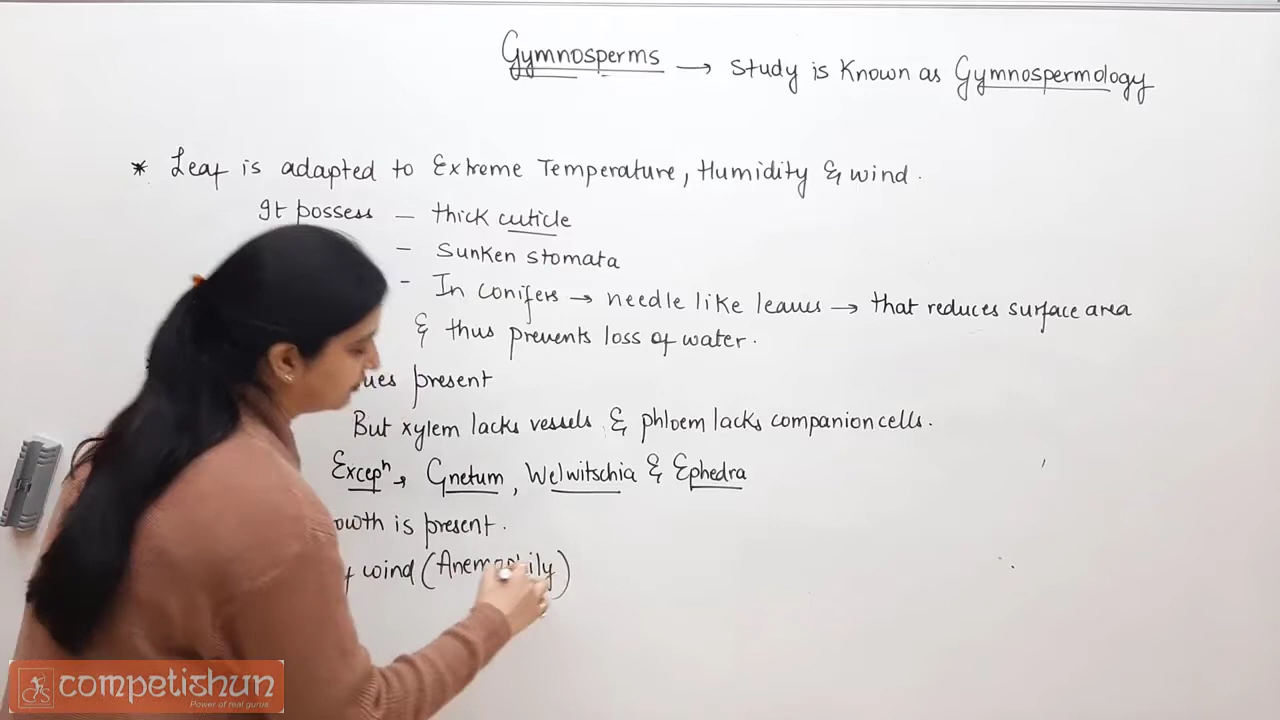 Gymnosperms → Study is Known as Gymnospermology
* Leaf is adapted to Extreme Temperature, Humidity & wind.
It possess – thick cuticle
– Sunken stomata
– In conifers → needle like leaves → that reduces surface area
& thus prevents loss of water.
present
But xylem lacks vessels & phloem lacks companion cells.
Excepⁿ → Gnetum, Welwitschia & Ephedra
is present.
wind (Anemophily)
competishun
Power of real gurus